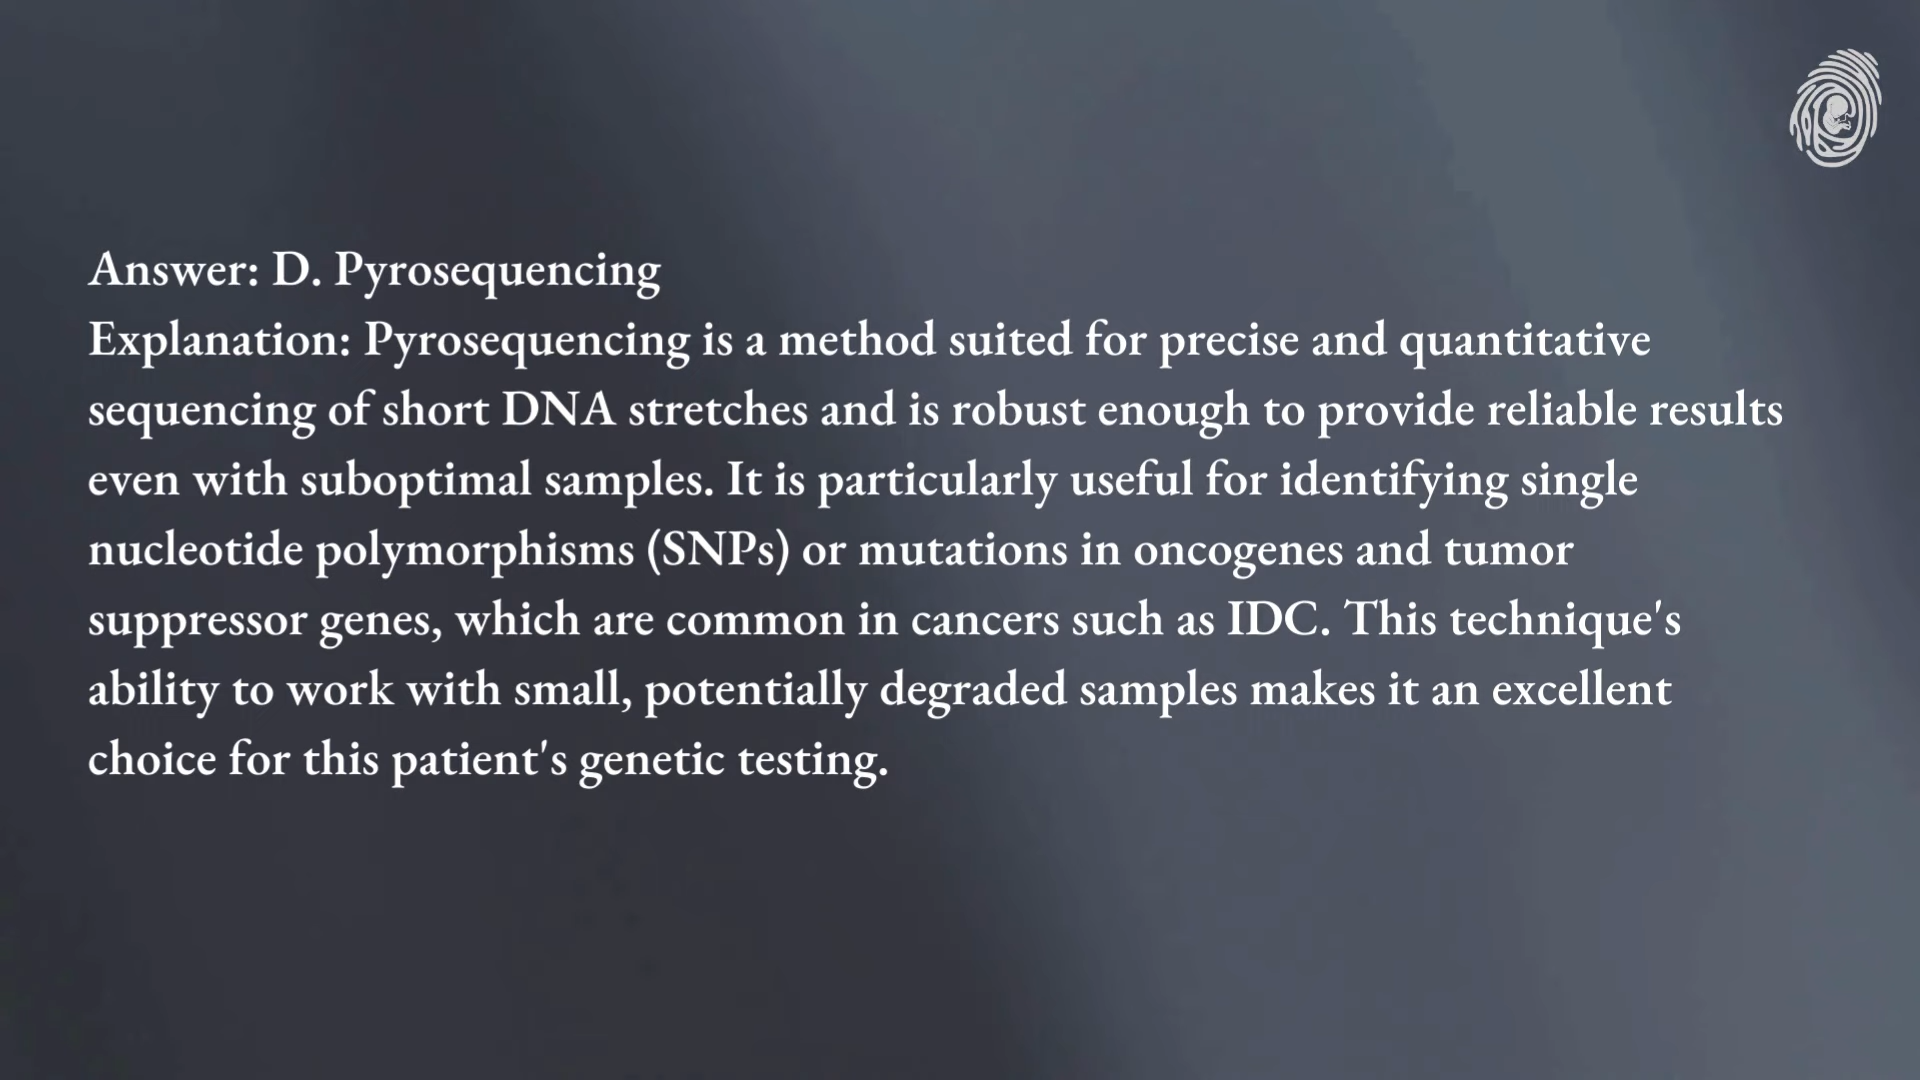 Answer: D. Pyrosequencing
Explanation: Pyrosequencing is a method suited for precise and quantitative
sequencing of short DNA stretches and is robust enough to provide reliable results
even with suboptimal samples. It is particularly useful for identifying single
nucleotide polymorphisms (SNPs) or mutations in oncogenes and tumor
suppressor genes, which are common in cancers such as IDC. This technique's
ability to work with small, potentially degraded samples makes it an excellent
choice for this patient's genetic testing.